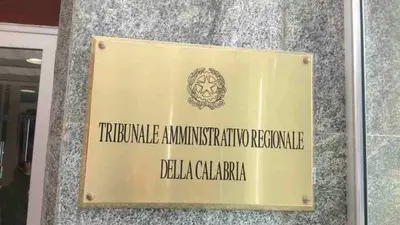 TRIBUNALE AMMINISTRATIVO REGIONALE
DELLA CALABRIA